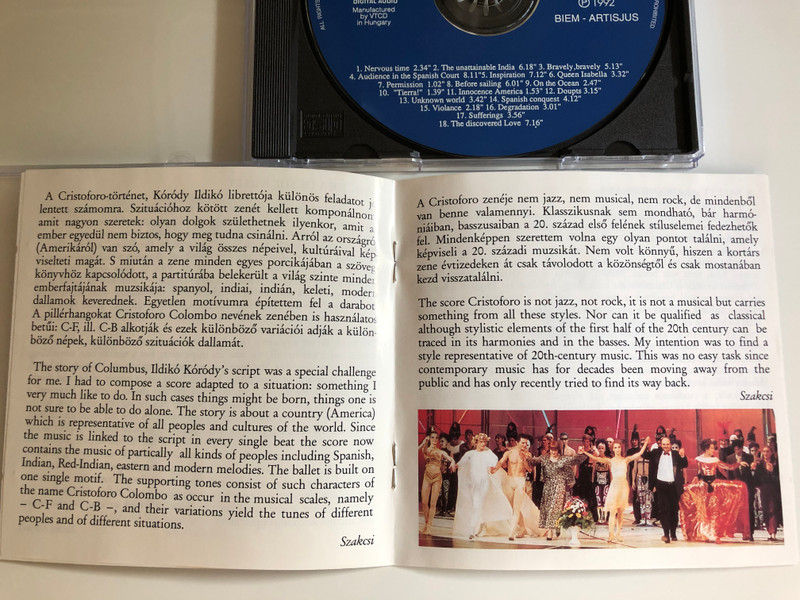 ALL RIGHTS
DIGITAL AUDIO
Manufactured
by VTCD
in Hungary
Ⓟ 1992
BIEM - ARTISJUS
PROHIBITED
1. Nervous time 2.34" 2. The unattainable India 6.18" 3. Bravely,bravely 5.13"
4. Audience in the Spanish Court 8.11"5. Inspiration 7.12" 6. Queen Isabella 3.32"
7. Permission 1.02" 8. Before sailing 6.01" 9. On the Ocean 2.47"
10. "Tierra!" 1.39" 11. Innocence America 1.53" 12. Doupts 3.15"
13. Unknown world 3.42" 14. Spanish conquest 4.12"
15. Violance 2.18" 16. Degradation 3.01"
17. Sufferings 3.56"
18. The discovered Love 7.16"
A Cristoforo-történet, Kóródy Ildikó librettója különös feladatot j
lentett számomra. Szituációhoz kötött zenét kellett komponálnom
amit nagyon szeretek: olyan dolgok születhetnek ilyenkor, amit a
ember egyedül nem biztos, hogy meg tudna csinálni. Arról az országró
(Amerikáról) van szó, amely a világ összes népeivel, kultúráival kép
viselteti magát. S miután a zene minden egyes porcikájában a szöveg
könyvhöz kapcsolódott, a partitúrába belekerült a világ szinte minden
emberfajtájának muzsikája: spanyol, indiai, indián, keleti, modern
dallamok keverednek. Egyetlen motívumra építettem fel a darabot
A pillérhangokat Cristoforo Colombo nevének zenében is használatos
betűi: C-F, ill. C-B alkotják és ezek különböző variációi adják a külön-
böző népek, különböző szituációk dallamát.
The story of Columbus, Ildikó Kóródy's script was a special challenge
for me. I had to compose a score adapted to a situation: something I
very much like to do. In such cases things might be born, things one is
not sure to be able to do alone. The story is about a country (America)
which is representative of all peoples and cultures of the world. Since
the music is linked to the script in every single beat the score now
contains the music of partically all kinds of peoples including Spanish,
Indian, Red-Indian, eastern and modern melodies. The ballet is built on
one single motif. The supporting tones consist of such characters of
the name Cristoforo Colombo as occur in the musical scales, namely
– C-F and C-B –, and their variations yield the tunes of different
peoples and of different situations.
Szakcsi
A Cristoforo zenéje nem jazz, nem musical, nem rock, de mindenből
van benne valamennyi. Klasszikusnak sem mondható, bár harmó-
niáiban, basszusaiban a 20. század első felének stíluselemei fedezhetők
fel. Mindenképpen szerettem volna egy olyan pontot találni, amely
képviseli a 20. századi muzsikát. Nem volt könnyű, hiszen a kortárs
zene évtizedeken át csak távolodott a közönségtől és csak mostanában
kezd visszatalálni.
The score Cristoforo is not jazz, not rock, it is not a musical but carries
something from all these styles. Nor can it be qualified as classical
although stylistic elements of the first half of the 20th century can be
traced in its harmonies and in the basses. My intention was to find a
style representative of 20th-century music. This was no easy task since
contemporary music has for decades been moving away from the
public and has only recently tried to find its way back.
Szakcsi